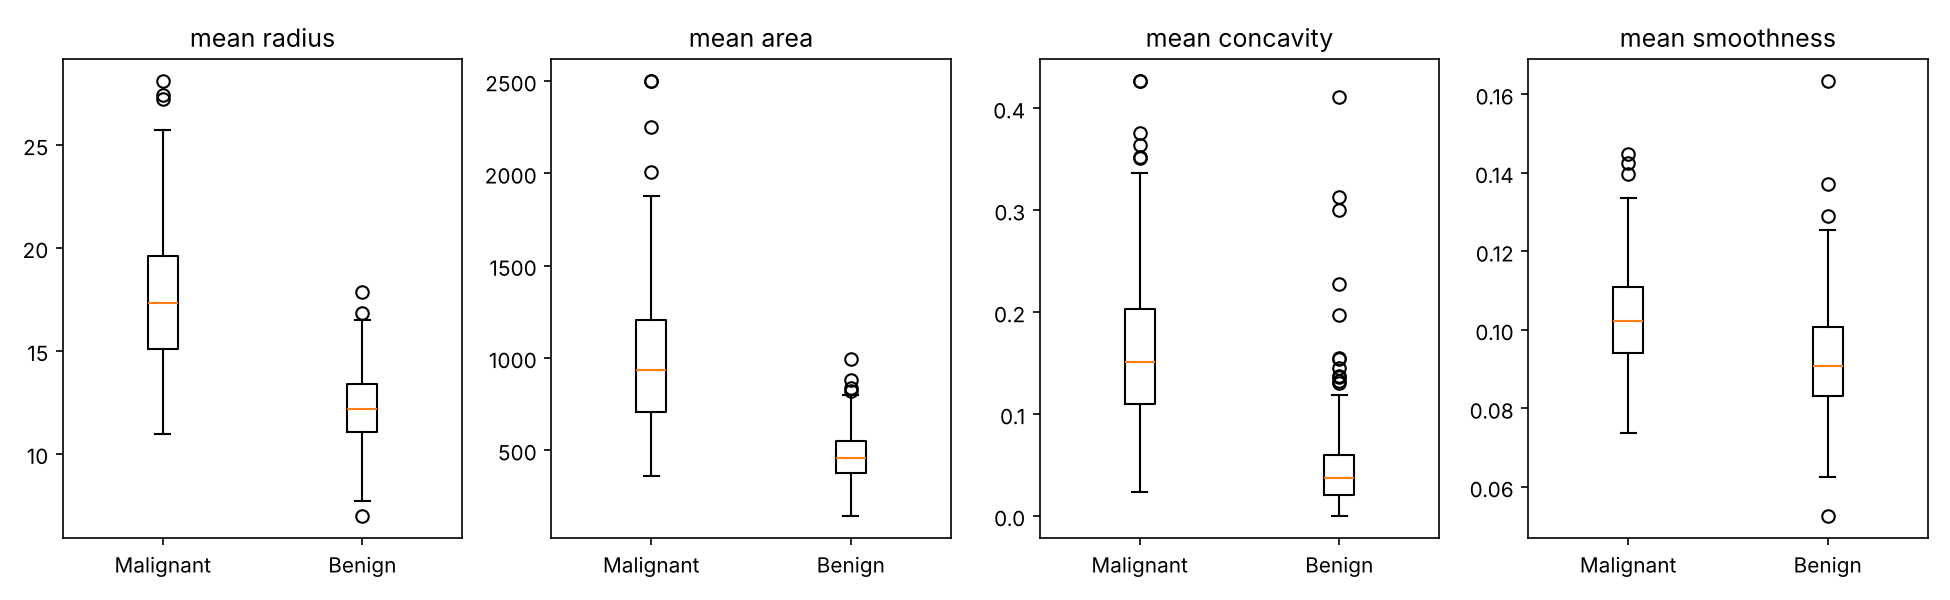 mean radius
25
20
15
10
Malignant
Benign
mean area
2500
2000
1500
1000
500
Malignant
Benign
mean concavity
0.4
0.3
0.2
0.1
0.0
Malignant
Benign
mean smoothness
0.16
0.14
0.12
0.10
0.08
0.06
Malignant
Benign